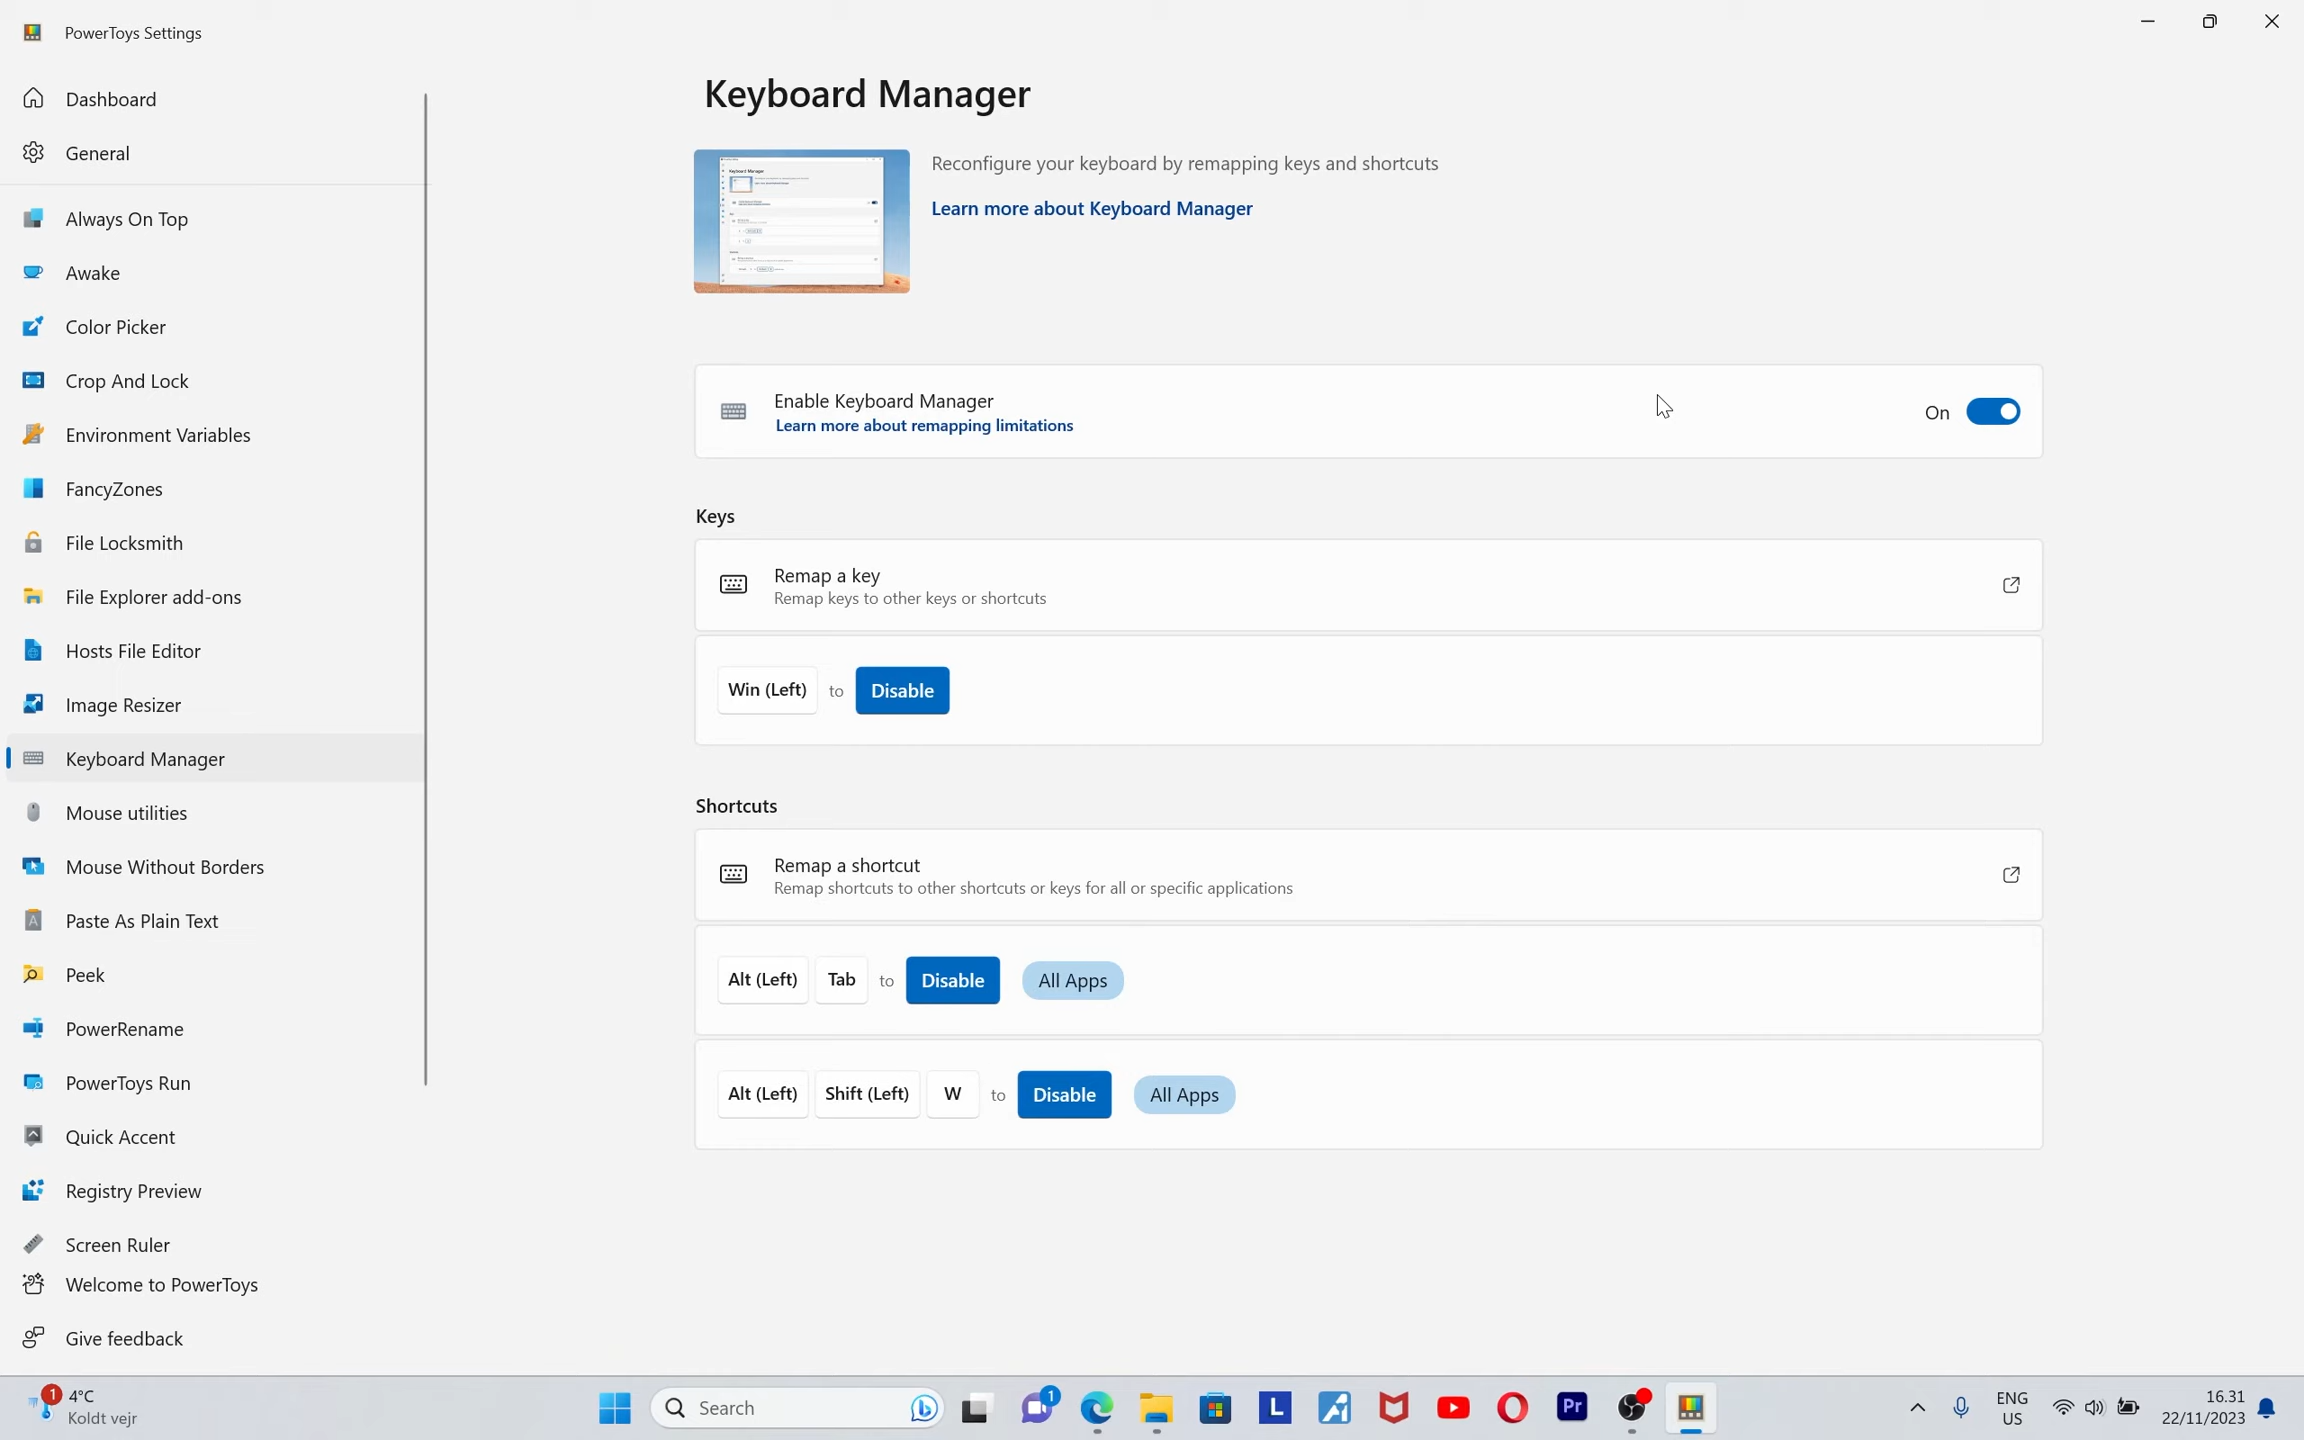 PowerToys Settings
Dashboard
General
Always On Top
Awake
Color Picker
Crop And Lock
Environment Variables
FancyZones
File Locksmith
File Explorer add-ons
Hosts File Editor
Image Resizer
Keyboard Manager
Mouse utilities
Mouse Without Borders
Paste As Plain Text
Peek
PowerRename
PowerToys Run
Quick Accent
Registry Preview
Screen Ruler
Welcome to PowerToys
Give feedback
Keyboard Manager
Reconfigure your keyboard by remapping keys and shortcuts
Learn more about Keyboard Manager
Enable Keyboard Manager
Learn more about remapping limitations
On
Keys
Remap a key
Remap keys to other keys or shortcuts
Win (Left) to Disable
Shortcuts
Remap a shortcut
Remap shortcuts to other shortcuts or keys for all or specific applications
Alt (Left) Tab to Disable All Apps
Alt (Left) Shift (Left) W to Disable All Apps
1
4°C
Koldt vejr
Search
1
L
Pr
ENG
US
16.31
22/11/2023